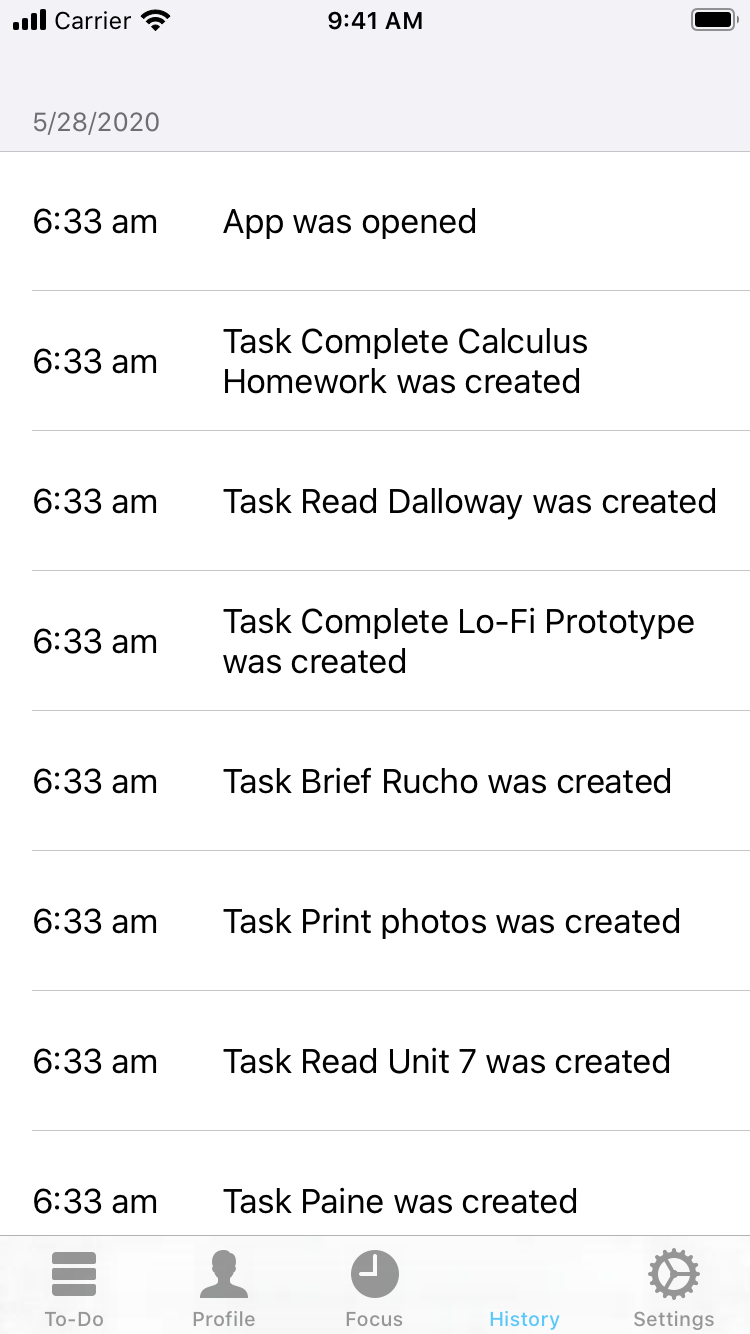 Carrier 9:41 AM
5/28/2020
6:33 am App was opened
6:33 am Task Complete Calculus
Homework was created
6:33 am Task Read Dalloway was created
6:33 am Task Complete Lo-Fi Prototype
was created
6:33 am Task Brief Rucho was created
6:33 am Task Print photos was created
6:33 am Task Read Unit 7 was created
6:33 am Task Paine was created
To-Do Profile Focus History Settings